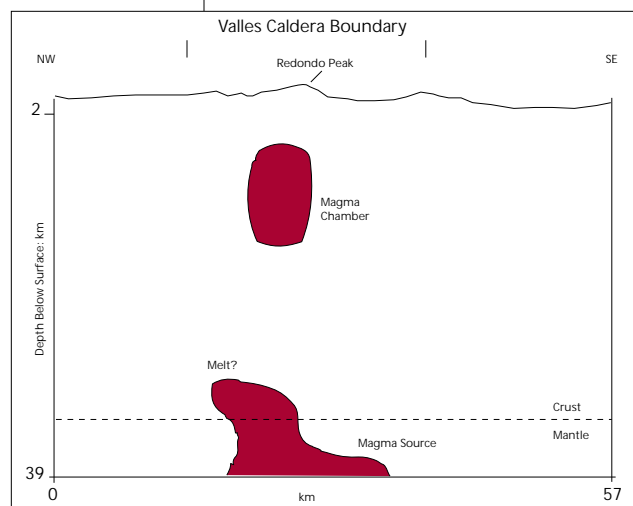 Valles Caldera Boundary
NW
SE
Redondo Peak
2
Magma
Chamber
Depth Below Surface: km
Melt?
Crust
Mantle
Magma Source
39
0
km
57